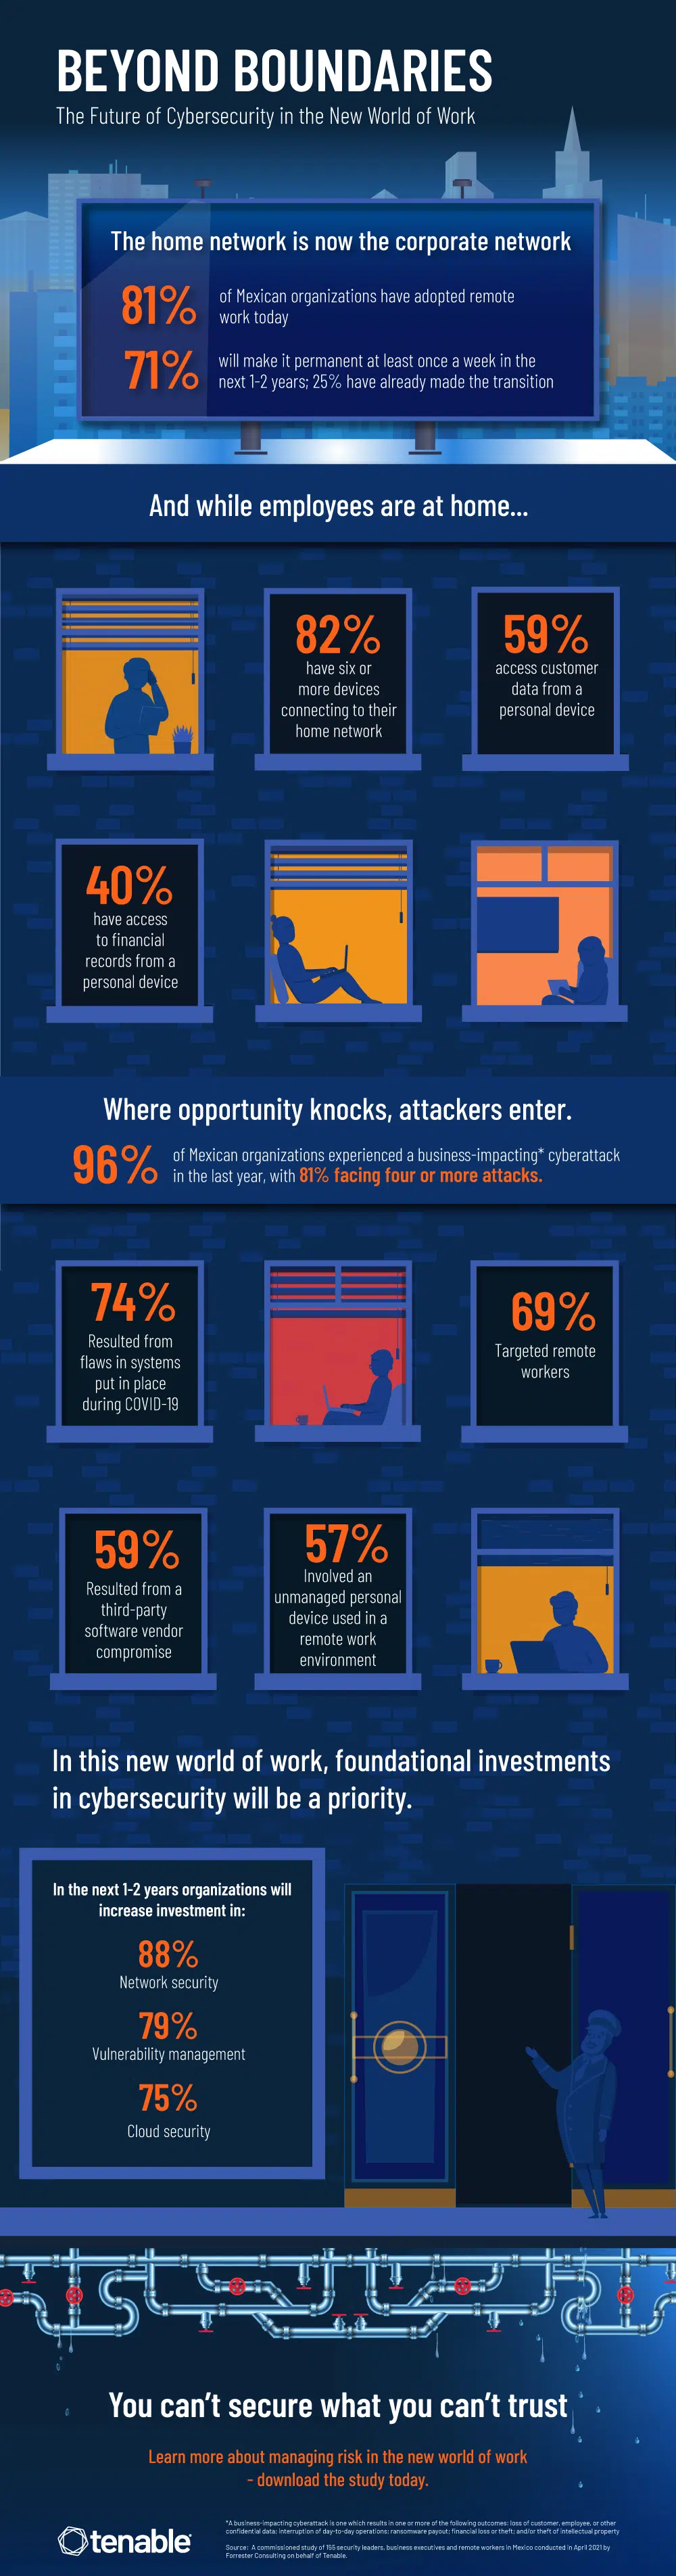 BEYOND BOUNDARIES
The Future of Cybersecurity in the New World of Work
The home network is now the corporate network
81%
of Mexican organizations have adopted remote
work today
71%
will make it permanent at least once a week in the
next 1-2 years; 25% have already made the transition
And while employees are at home...
82%
have six or
more devices
connecting to their
home network
59%
access customer
data from a
personal device
40%
have access
to financial
records from a
personal device
Where opportunity knocks, attackers enter.
96%
of Mexican organizations experienced a business-impacting* cyberattack
in the last year, with 81% facing four or more attacks.
74%
Resulted from
flaws in systems
put in place
during COVID-19
69%
Targeted remote
workers
59%
Resulted from a
third-party
software vendor
compromise
57%
Involved an
unmanaged personal
device used in a
remote work
environment
In this new world of work, foundational investments
in cybersecurity will be a priority.
In the next 1-2 years organizations will
increase investment in:
88%
Network security
79%
Vulnerability management
75%
Cloud security
You can't secure what you can't trust
Learn more about managing risk in the new world of work
- download the study today.
tenable
*A business-impacting cyberattack is one which results in one or more of the following outcomes: loss of customer, employee, or other
confidential data; interruption of day-to-day operations; ransomware payout; financial loss or theft; and/or theft of intellectual property
Source: A commissioned study of 155 security leaders, business executives and remote workers in Mexico conducted in April 2021 by
Forrester Consulting on behalf of Tenable.